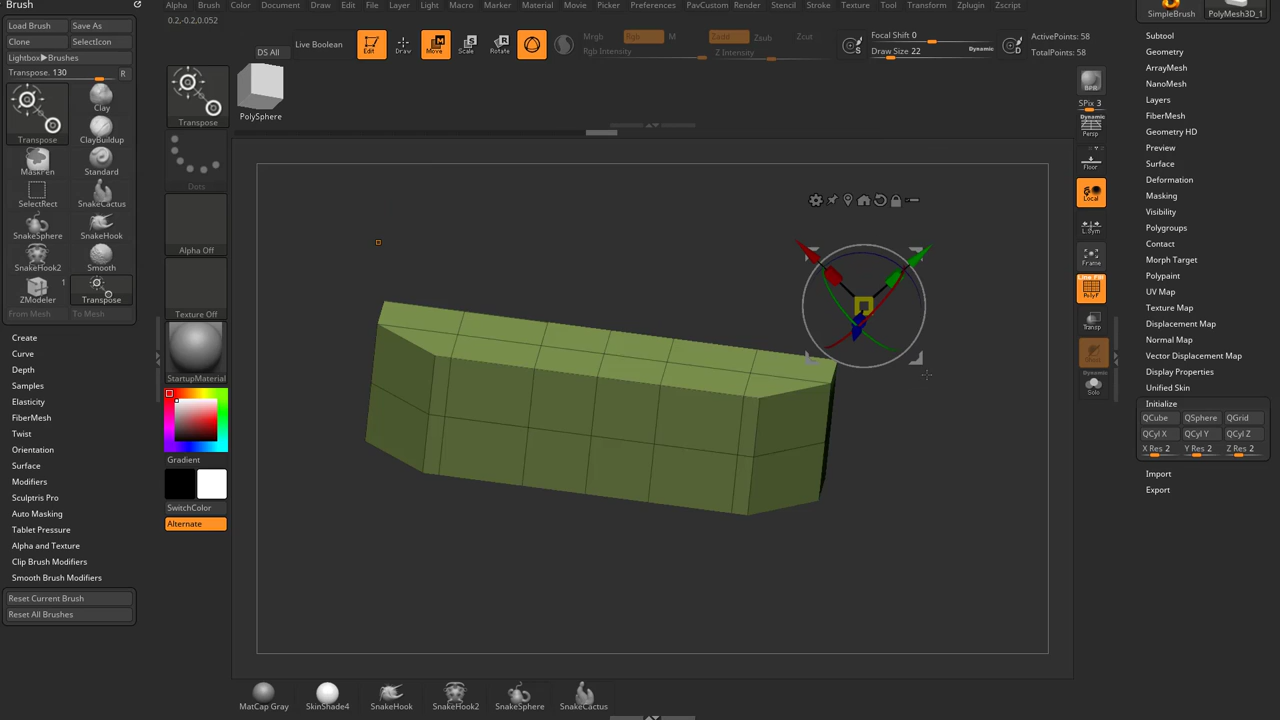 Brush
Alpha Brush Color Document Draw Edit File Layer Light Macro Marker Material Movie Picker Preferences PavCustom Render Stencil Stroke Texture Tool Transform Zplugin Zscript
0.2,-0.2,0.052
Load Brush Save As
Clone SelectIcon
Lightbox▶Brushes
Transpose. 130 R
Transpose
Clay
ClayBuildup
MaskPen Standard
SelectRect SnakeCactus
SnakeSphere SnakeHook
SnakeHook2 Smooth
ZModeler 1 Transpose
From Mesh To Mesh
Create
Curve
Depth
Samples
Elasticity
FiberMesh
Twist
Orientation
Surface
Modifiers
Sculptris Pro
Auto Masking
Tablet Pressure
Alpha and Texture
Clip Brush Modifiers
Smooth Brush Modifiers
Reset Current Brush
Reset All Brushes
DS All
Live Boolean
Edit Draw Move Scale Rotate
Mrgb Rgb M
Rgb Intensity
Zadd Zsub Zcut
Z Intensity
S
Focal Shift 0
Draw Size 22 Dynamic
D
ActivePoints: 58
TotalPoints: 58
Transpose
PolySphere
Dots
Alpha Off
Texture Off
StartupMaterial
Gradient
SwitchColor
Alternate
BPR
SPix 3
Dynamic
Persp
Floor
Local
L.Sym
Frame
Line Fill
PolyF
Transp
Dynamic
Solo
SimpleBrush PolyMesh3D_1
Subtool
Geometry
ArrayMesh
NanoMesh
Layers
FiberMesh
Geometry HD
Preview
Surface
Deformation
Masking
Visibility
Polygroups
Contact
Morph Target
Polypaint
UV Map
Texture Map
Displacement Map
Normal Map
Vector Displacement Map
Display Properties
Unified Skin
Initialize
QCube QSphere QGrid
QCyl X QCyl Y QCyl Z
X Res 2 Y Res 2 Z Res 2
Import
Export
MatCap Gray SkinShade4 SnakeHook SnakeHook2 SnakeSphere SnakeCactus